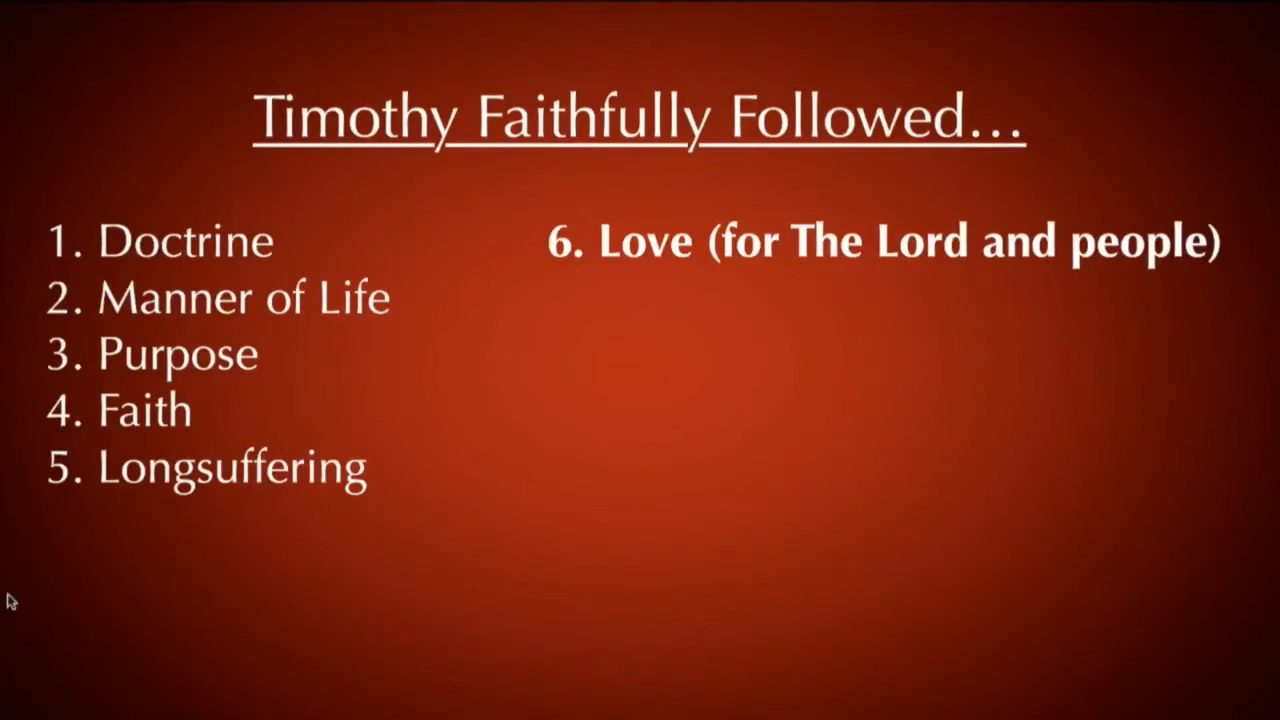 Timothy Faithfully Followed…
1. Doctrine
2. Manner of Life
3. Purpose
4. Faith
5. Longsuffering
6. Love (for The Lord and people)